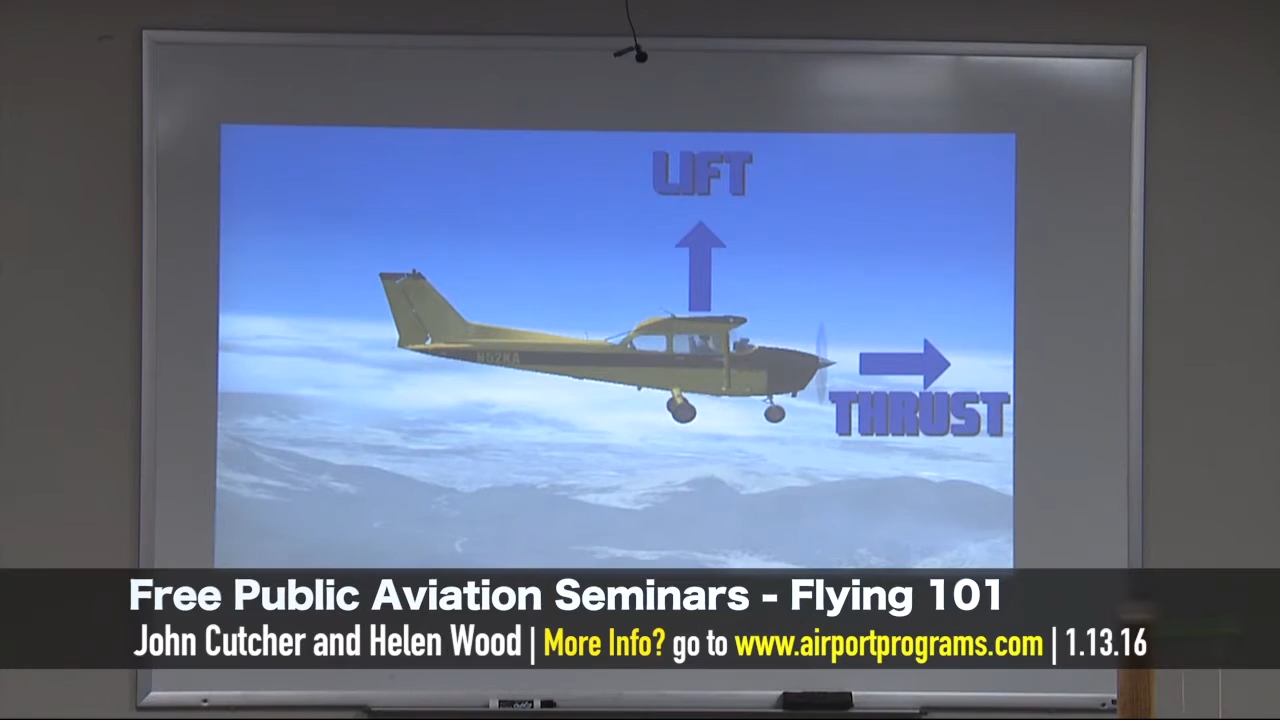 LIFT
THRUST
N52KA
Free Public Aviation Seminars - Flying 101
John Cutcher and Helen Wood | More Info? go to www.airportprograms.com | 1.13.16